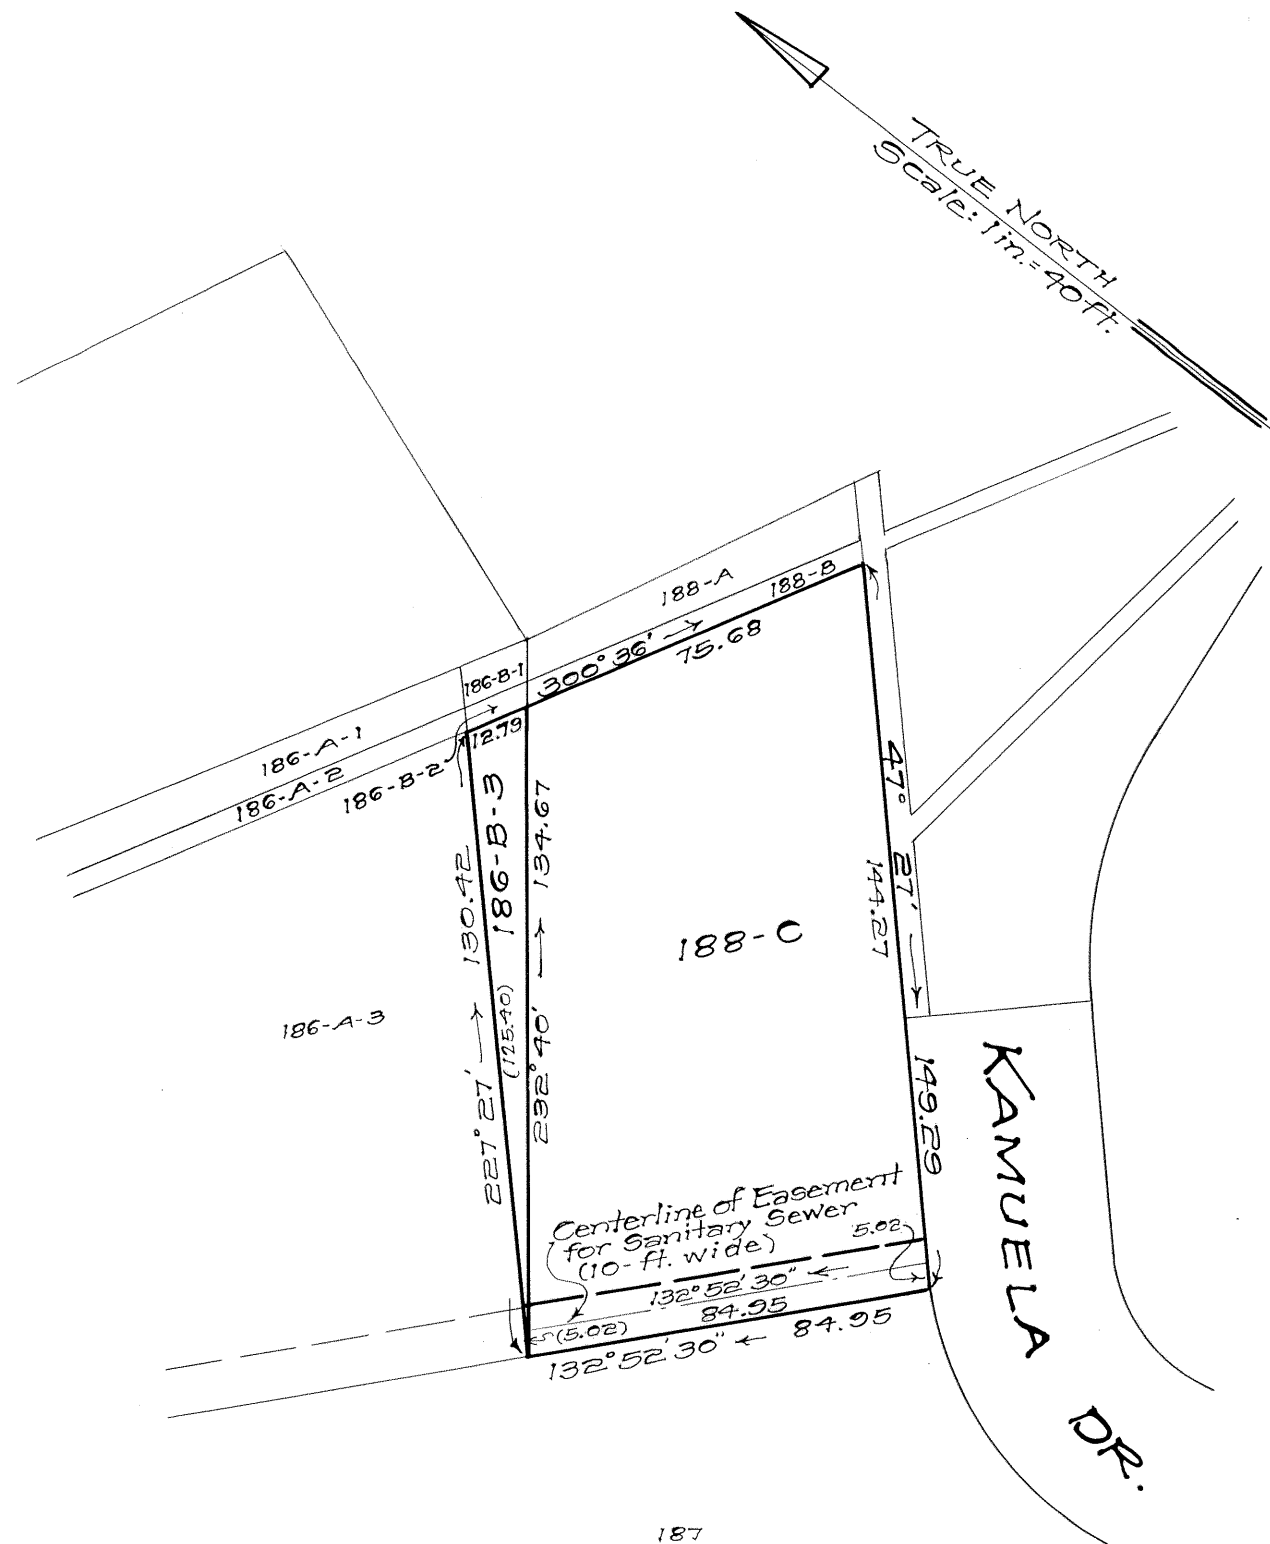 TRUE NORTH
Scale: 1 in.= 40 ft.
188-A
188-B
300° 36' →
75.68
186-B-1
12.79
186-A-1
186-A-2
186-B-2
186-B-3
(125.40)
227° 27' → 130.42
232° 40' → 134.67
47° 27' →
144.27
188-C
186-A-3
149.29
KAMUELA DR.
Centerline of Easement
for Sanitary Sewer
(10-ft. wide)
5.02
132° 52' 30" ←
84.95
(5.02)
132° 52' 30" ← 84.95
187